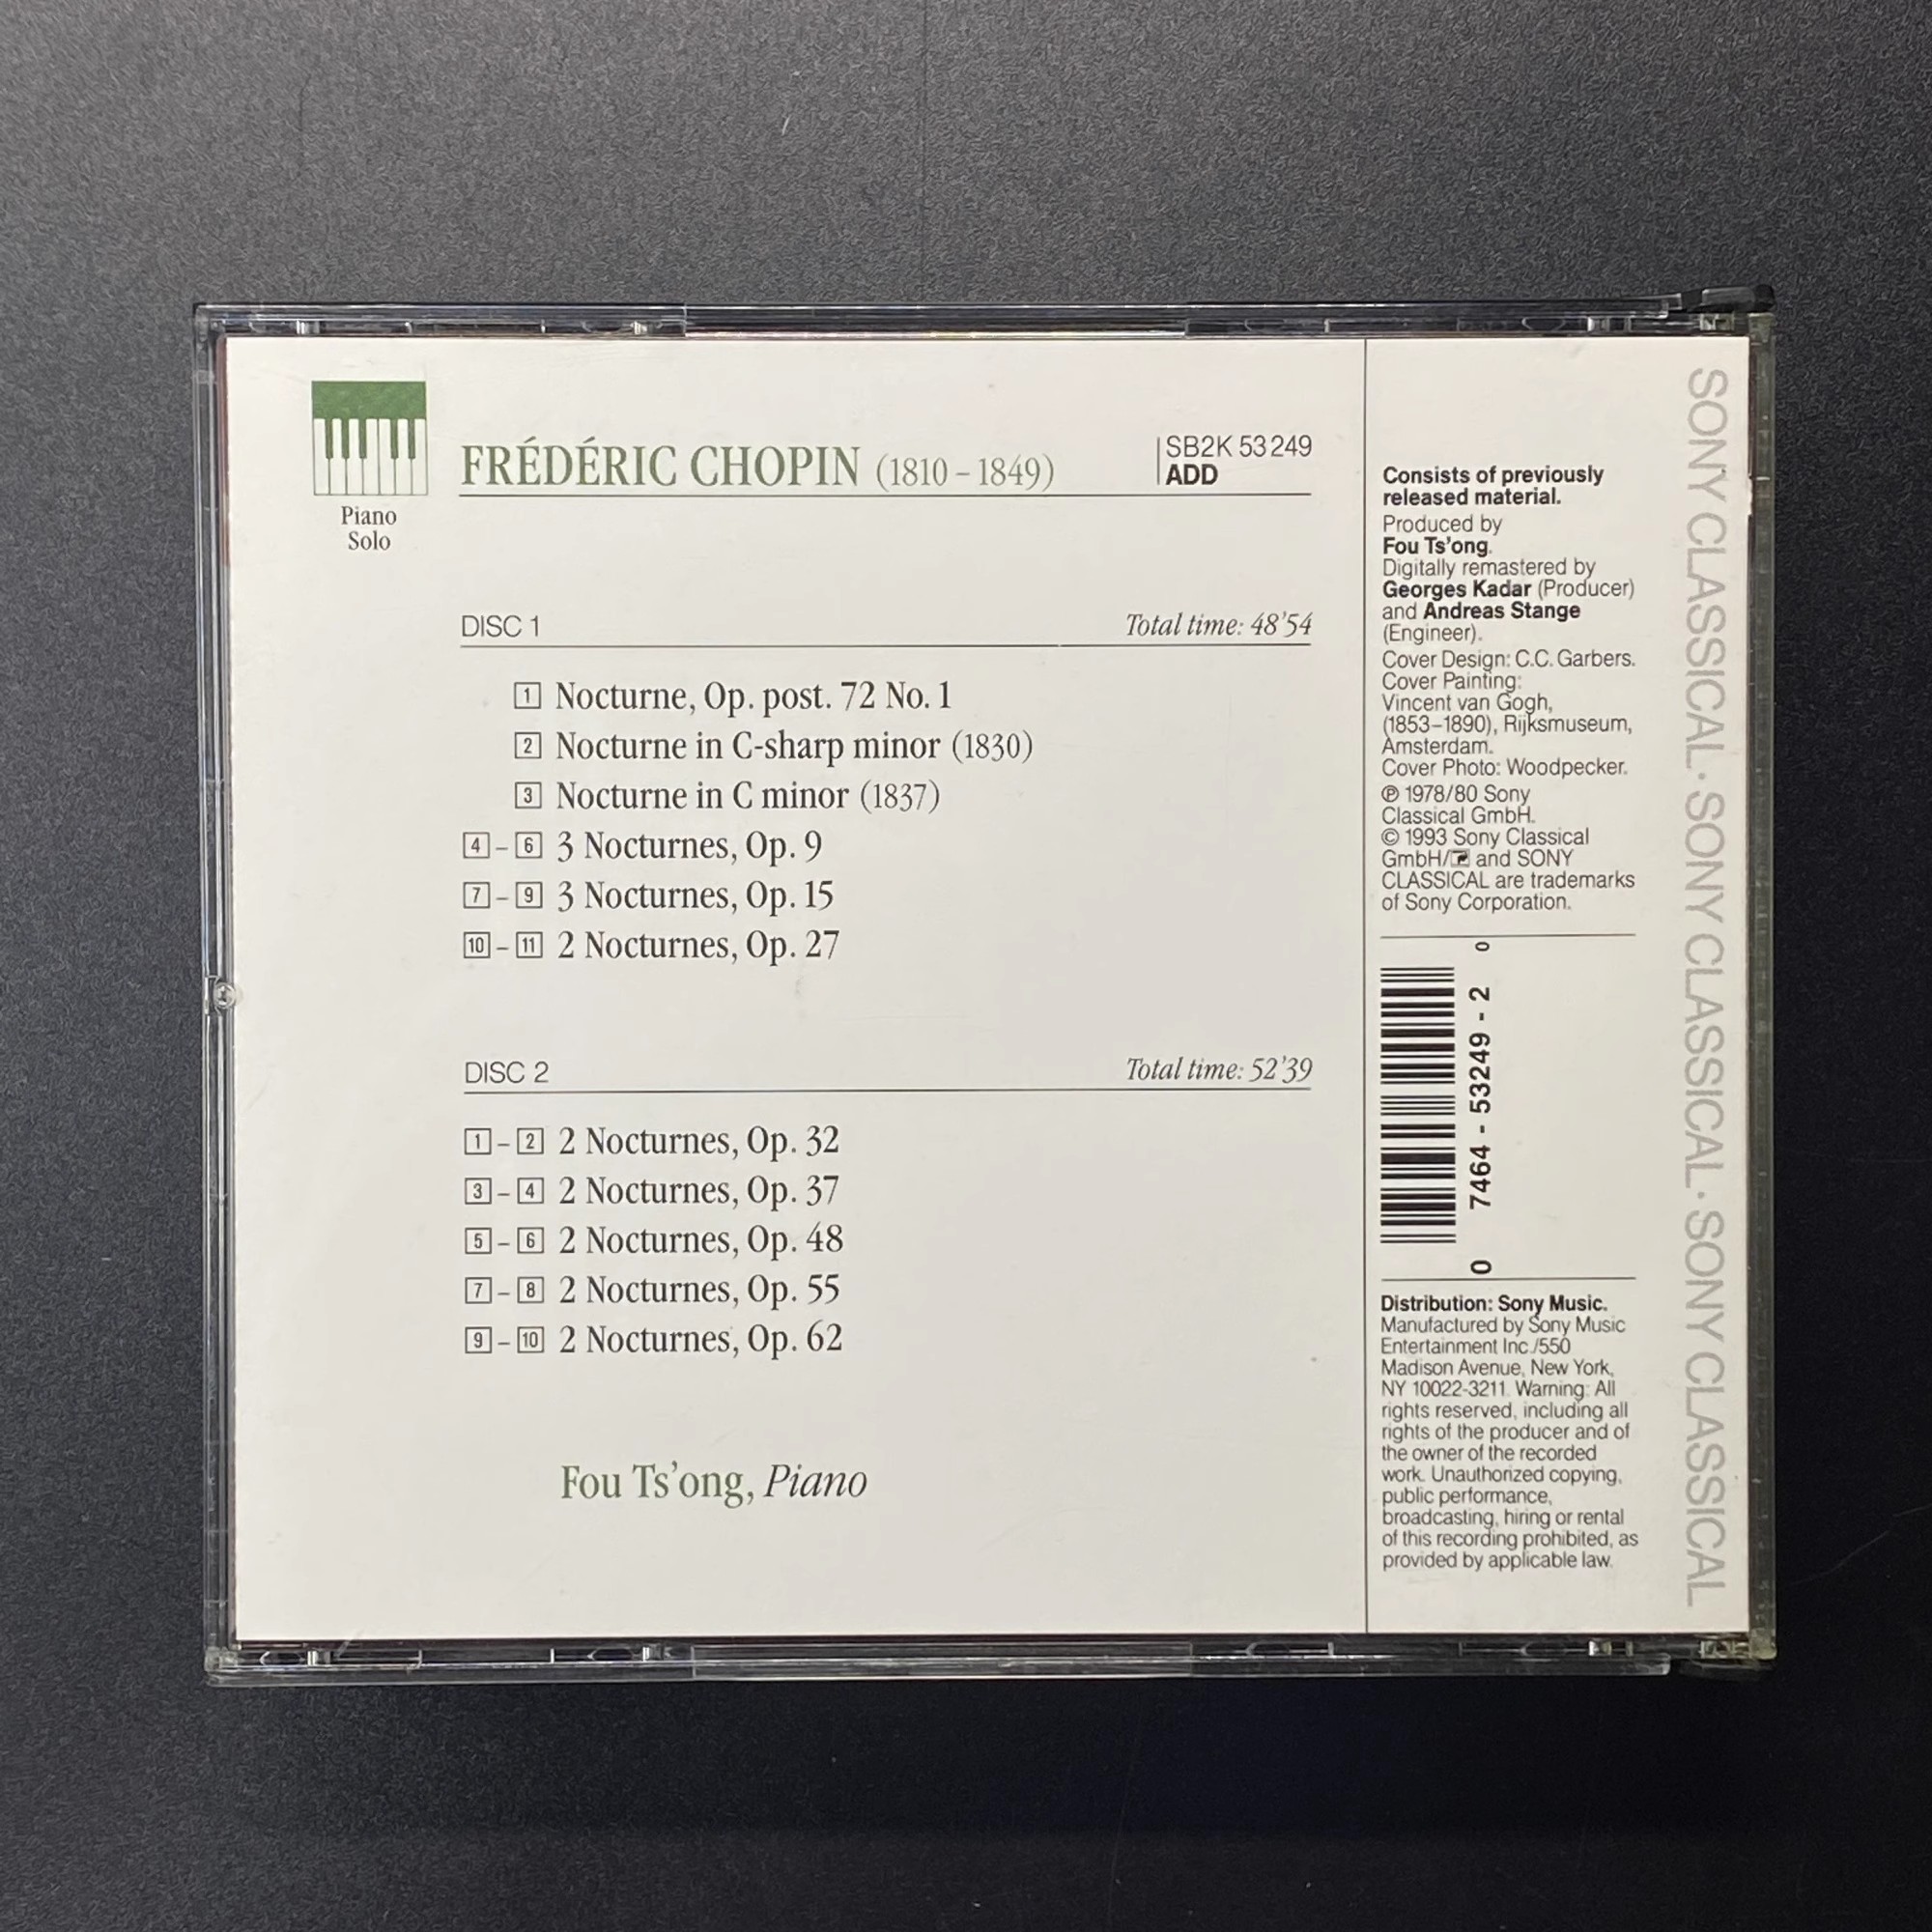 Piano
Solo
FRÉDÉRIC CHOPIN (1810 – 1849)
SB2K 53 249
ADD
DISC 1 Total time: 48'54
1 Nocturne, Op. post. 72 No. 1
2 Nocturne in C-sharp minor (1830)
3 Nocturne in C minor (1837)
4 – 6 3 Nocturnes, Op. 9
7 – 9 3 Nocturnes, Op. 15
10 – 11 2 Nocturnes, Op. 27
DISC 2 Total time: 52'39
1 – 2 2 Nocturnes, Op. 32
3 – 4 2 Nocturnes, Op. 37
5 – 6 2 Nocturnes, Op. 48
7 – 8 2 Nocturnes, Op. 55
9 – 10 2 Nocturnes, Op. 62
Fou Ts'ong, Piano
Consists of previously
released material.
Produced by
Fou Ts'ong.
Digitally remastered by
Georges Kadar (Producer)
and Andreas Stange
(Engineer).
Cover Design: C.C. Garbers.
Cover Painting:
Vincent van Gogh,
(1853–1890), Rijksmuseum,
Amsterdam.
Cover Photo: Woodpecker.
℗ 1978/80 Sony
Classical GmbH.
© 1993 Sony Classical
GmbH/ and SONY
CLASSICAL are trademarks
of Sony Corporation.
0 7464 - 53249 - 2 0
Distribution: Sony Music.
Manufactured by Sony Music
Entertainment Inc./550
Madison Avenue, New York,
NY 10022-3211. Warning: All
rights reserved, including all
rights of the producer and of
the owner of the recorded
work. Unauthorized copying,
public performance,
broadcasting, hiring or rental
of this recording prohibited, as
provided by applicable law.
SONY CLASSICAL · SONY CLASSICAL · SONY CLASSICAL